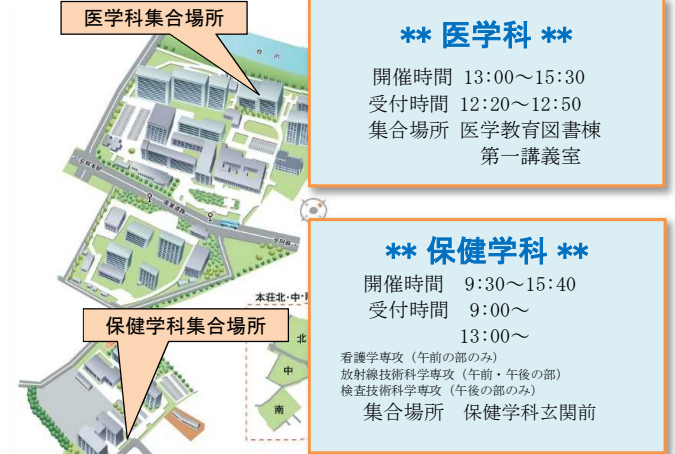 医学科集合場所
** 医学科 **
開催時間 13:00～15:30
受付時間 12:20～12:50
集合場所 医学教育図書棟
第一講義室
産業道路
本荘北・中・
北
中
南
保健学科集合場所
** 保健学科 **
開催時間 9:30～15:40
受付時間 9:00～
13:00～
看護学専攻（午前の部のみ）
放射線技術科学専攻（午前・午後の部）
検査技術科学専攻（午後の部のみ）
集合場所 保健学科玄関前